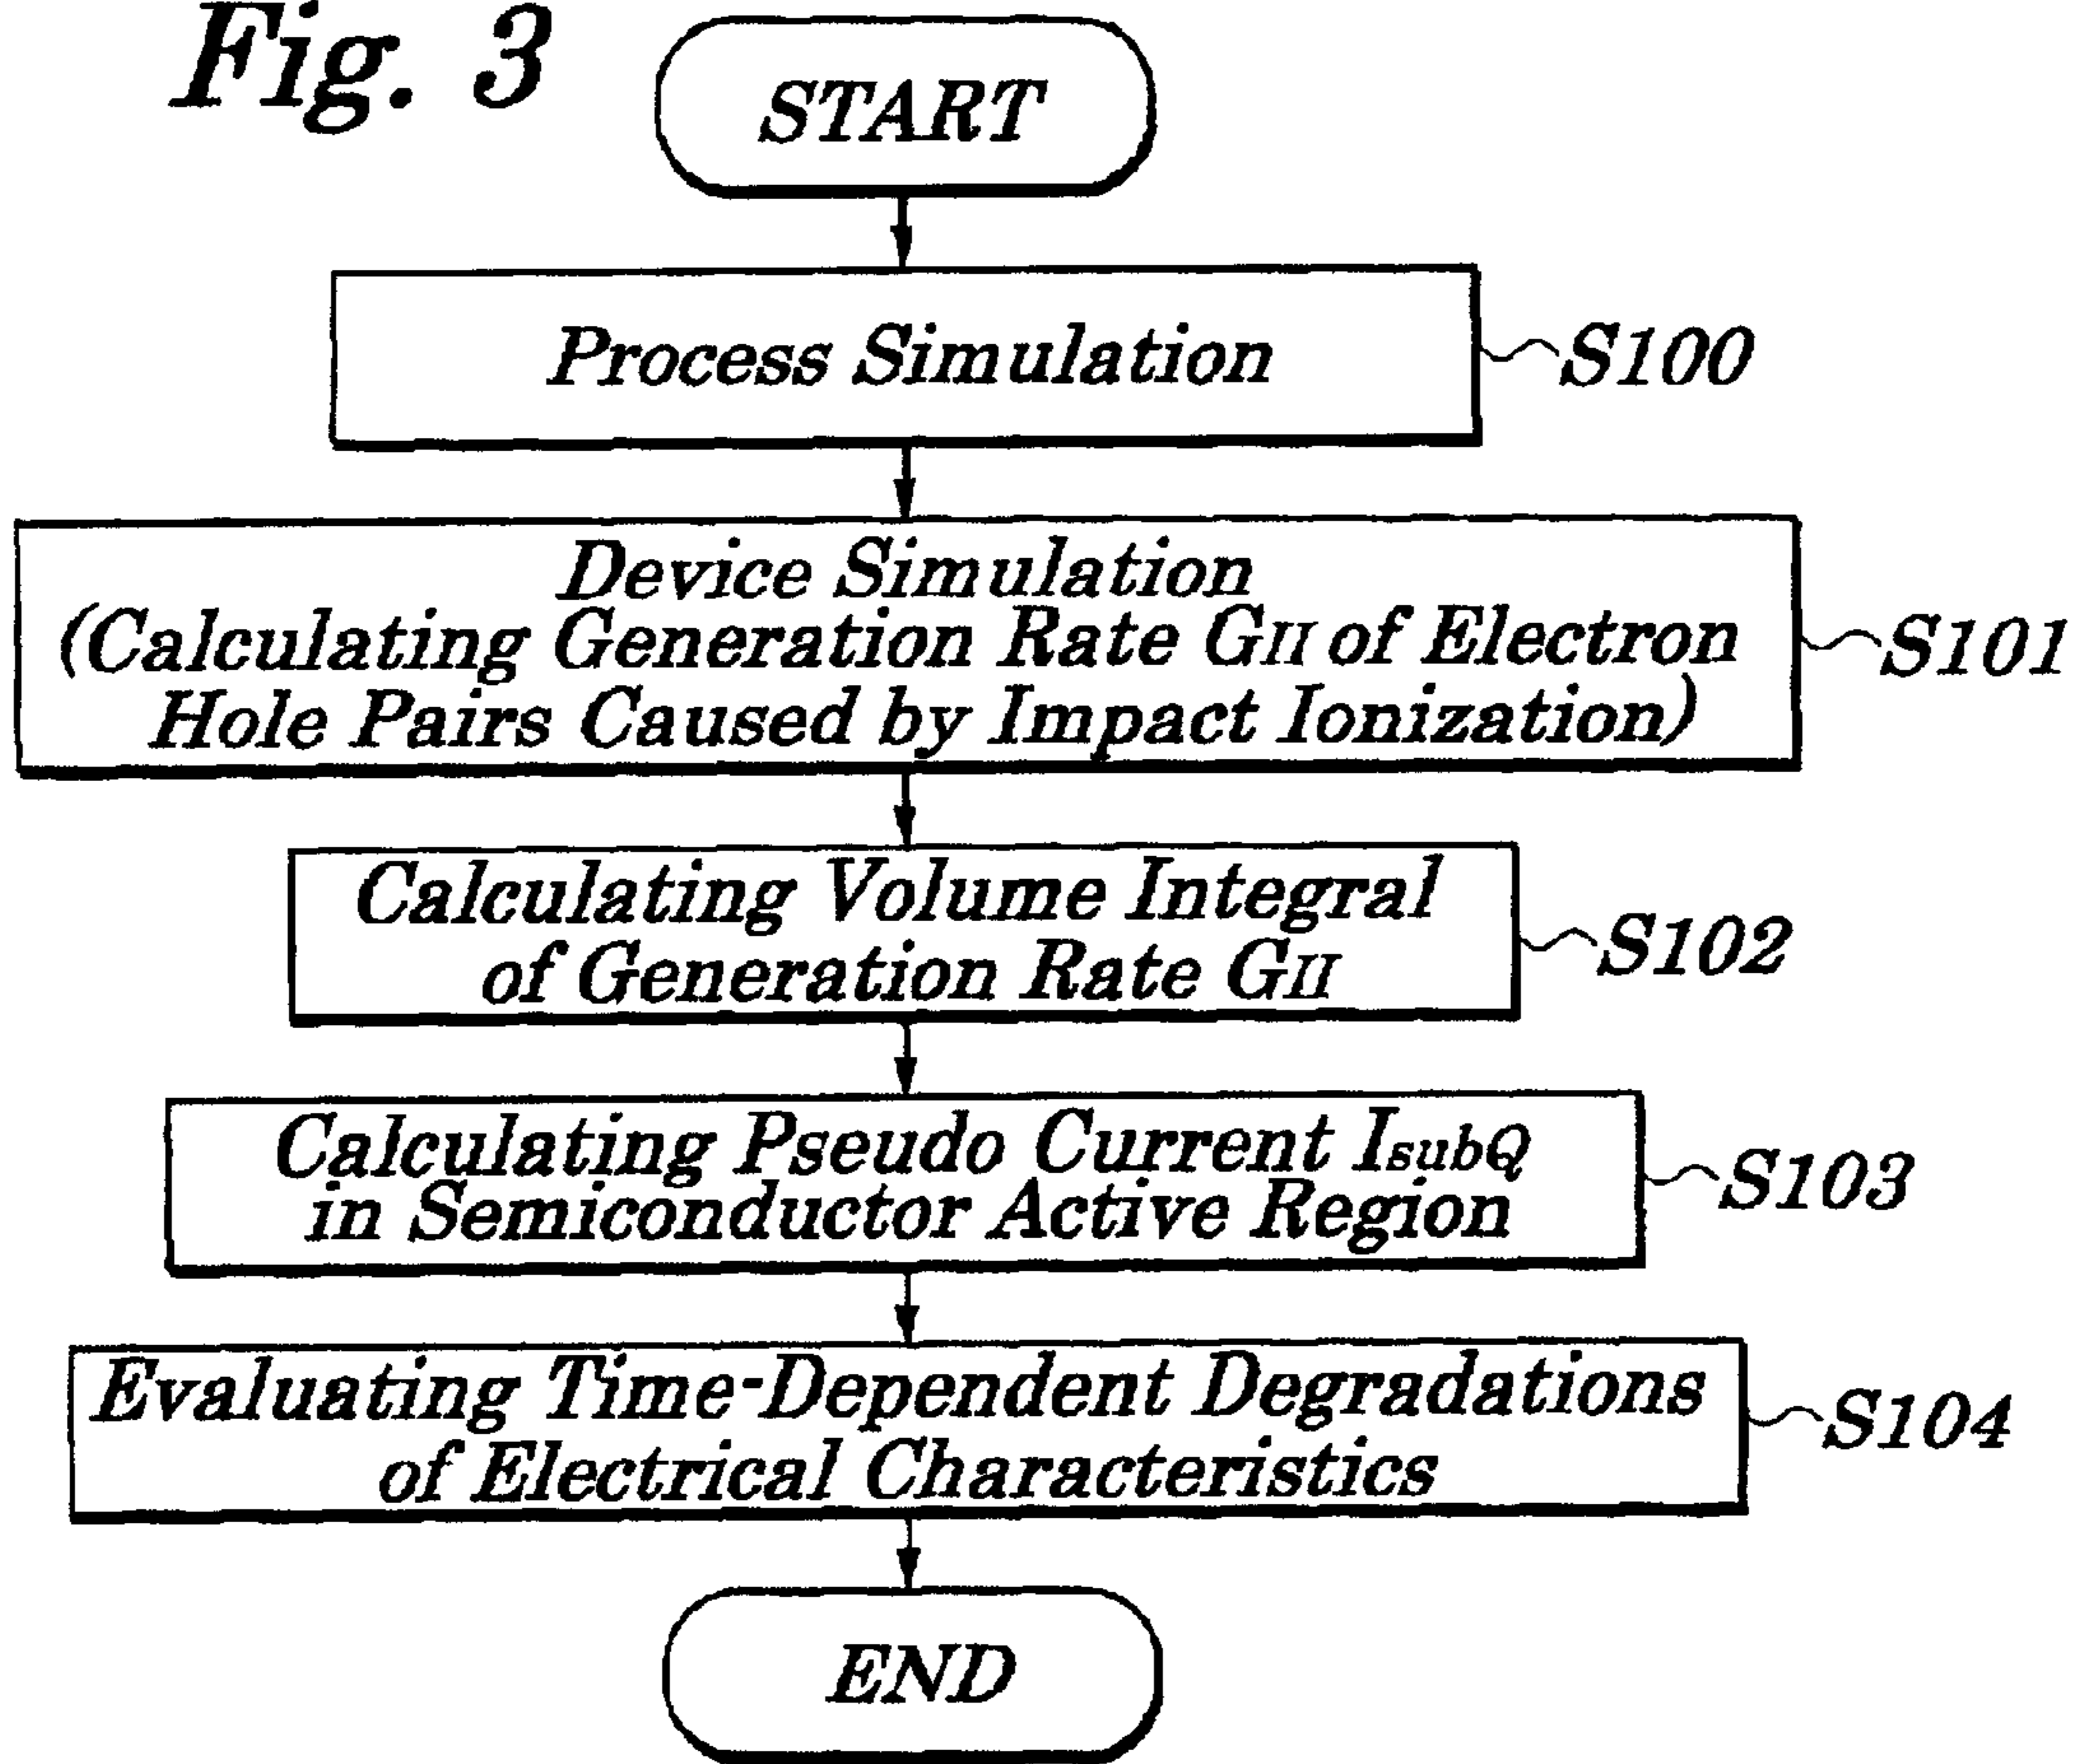 Fig. 3
START
Process Simulation
S100
Device Simulation
(Calculating Generation Rate GII of Electron
Hole Pairs Caused by Impact Ionization)
S101
Calculating Volume Integral
of Generation Rate GII
S102
Calculating Pseudo Current IsubQ
in Semiconductor Active Region
S103
Evaluating Time-Dependent Degradations
of Electrical Characteristics
S104
END